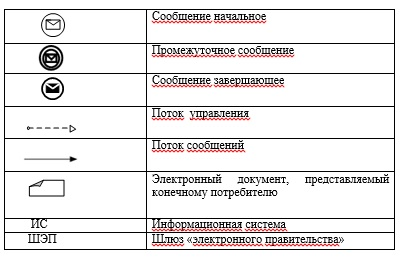 Сообщение начальное
Промежуточное сообщение
Сообщение завершающее
Поток управления
Поток сообщений
Электронный документ, представляемый
конечному потребителю
ИС Информационная система
ШЭП Шлюз «электронного правительства»